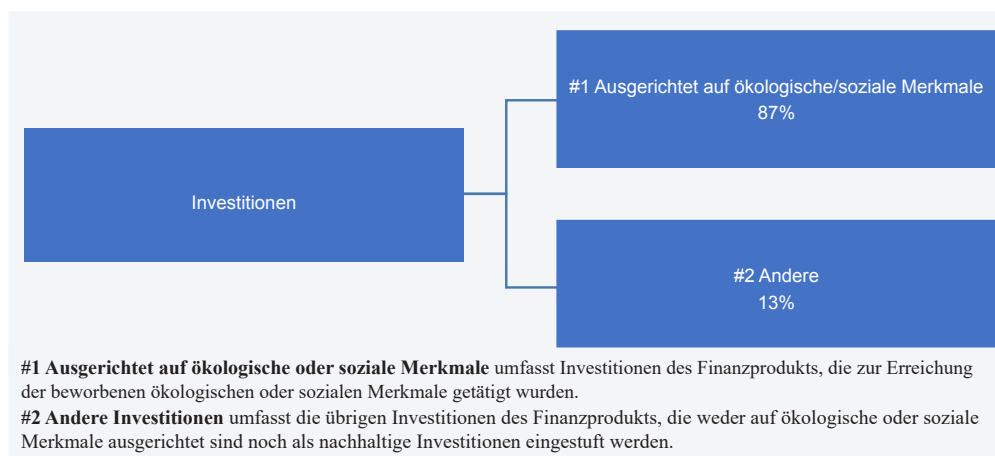 #1 Ausgerichtet auf ökologische/soziale Merkmale
87%
Investitionen
#2 Andere
13%
#1 Ausgerichtet auf ökologische oder soziale Merkmale umfasst Investitionen des Finanzprodukts, die zur Erreichung
der beworbenen ökologischen oder sozialen Merkmale getätigt wurden.
#2 Andere Investitionen umfasst die übrigen Investitionen des Finanzprodukts, die weder auf ökologische oder soziale
Merkmale ausgerichtet sind noch als nachhaltige Investitionen eingestuft werden.